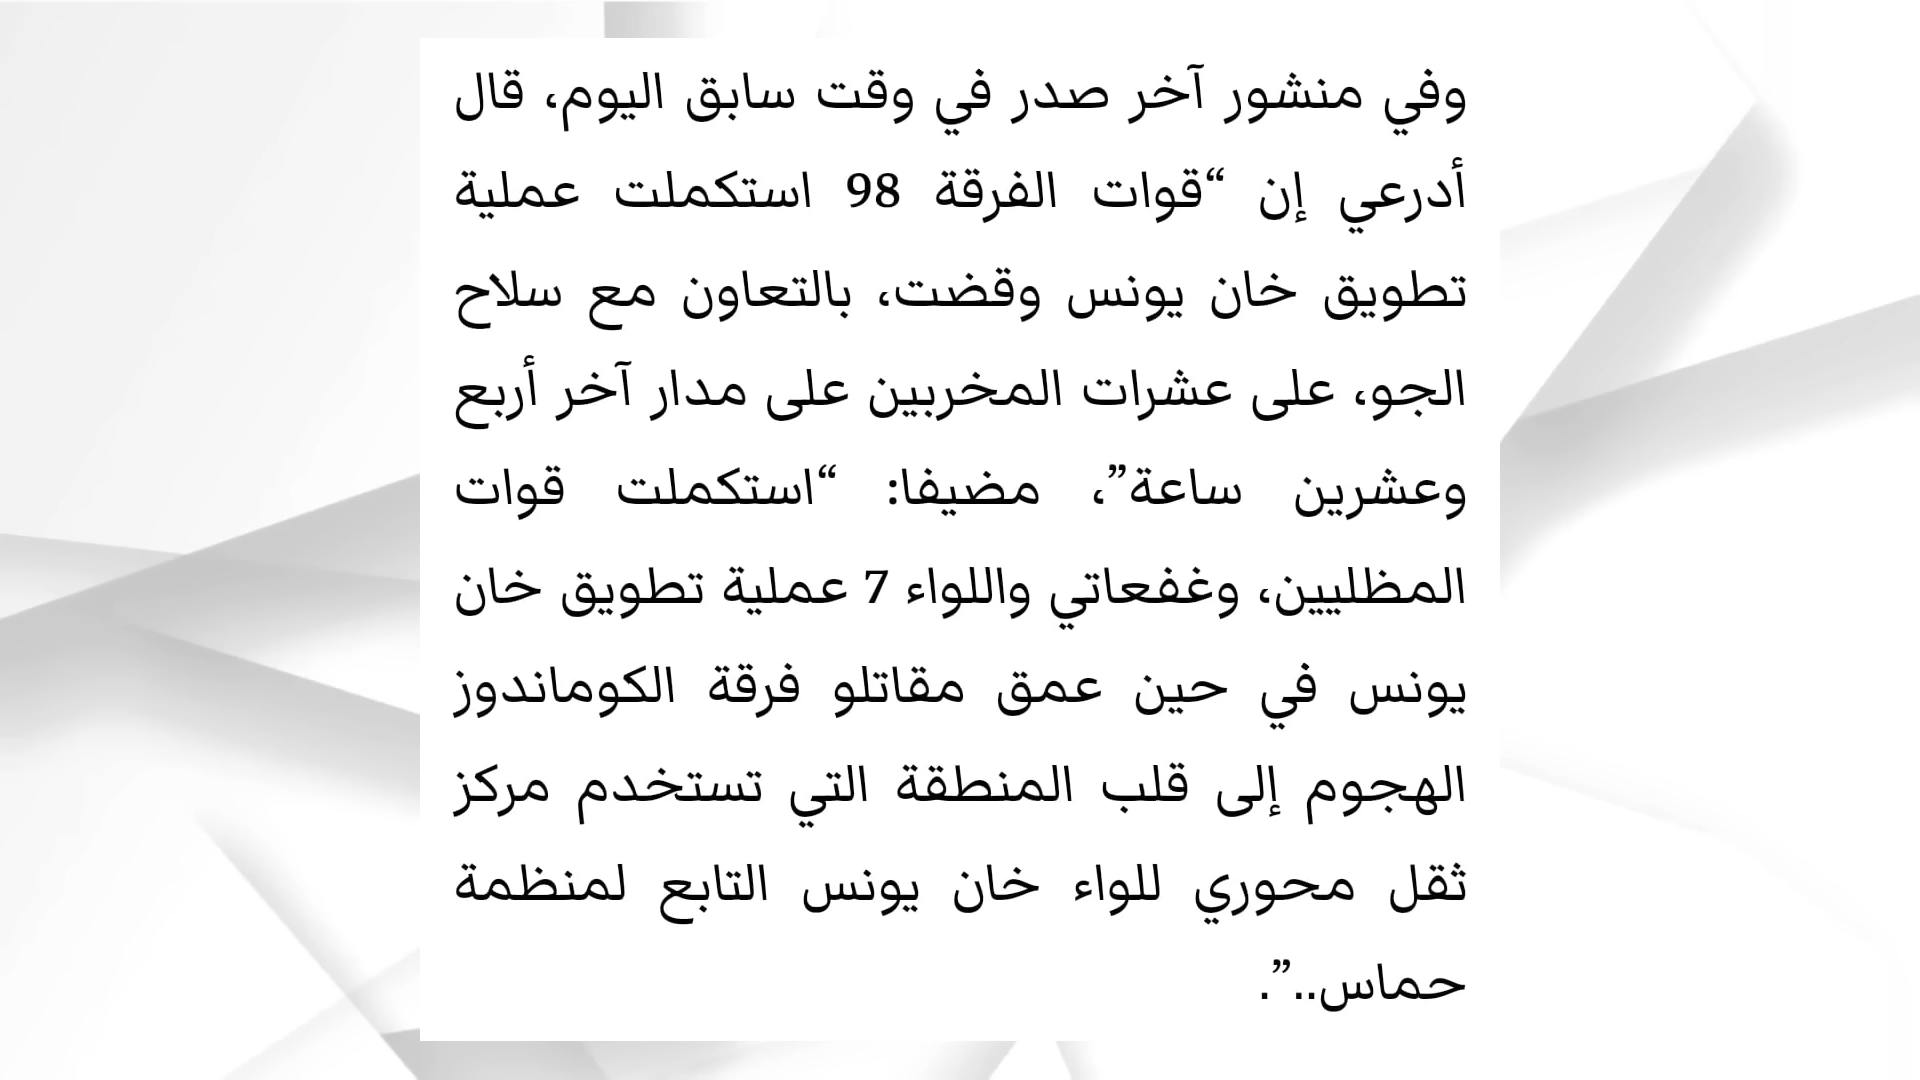 وفي منشور آخر صدر في وقت سابق اليوم، قال
أدرعي إن “قوات الفرقة 98 استكملت عملية
تطويق خان يونس وقضت، بالتعاون مع سلاح
الجو، على عشرات المخربين على مدار آخر أربع
وعشرين ساعة”، مضيفا: “استكملت قوات
المظليين، وغفعاتي واللواء 7 عملية تطويق خان
يونس في حين عمق مقاتلو فرقة الكوماندوز
الهجوم إلى قلب المنطقة التي تستخدم مركز
ثقل محوري للواء خان يونس التابع لمنظمة
حماس..”.